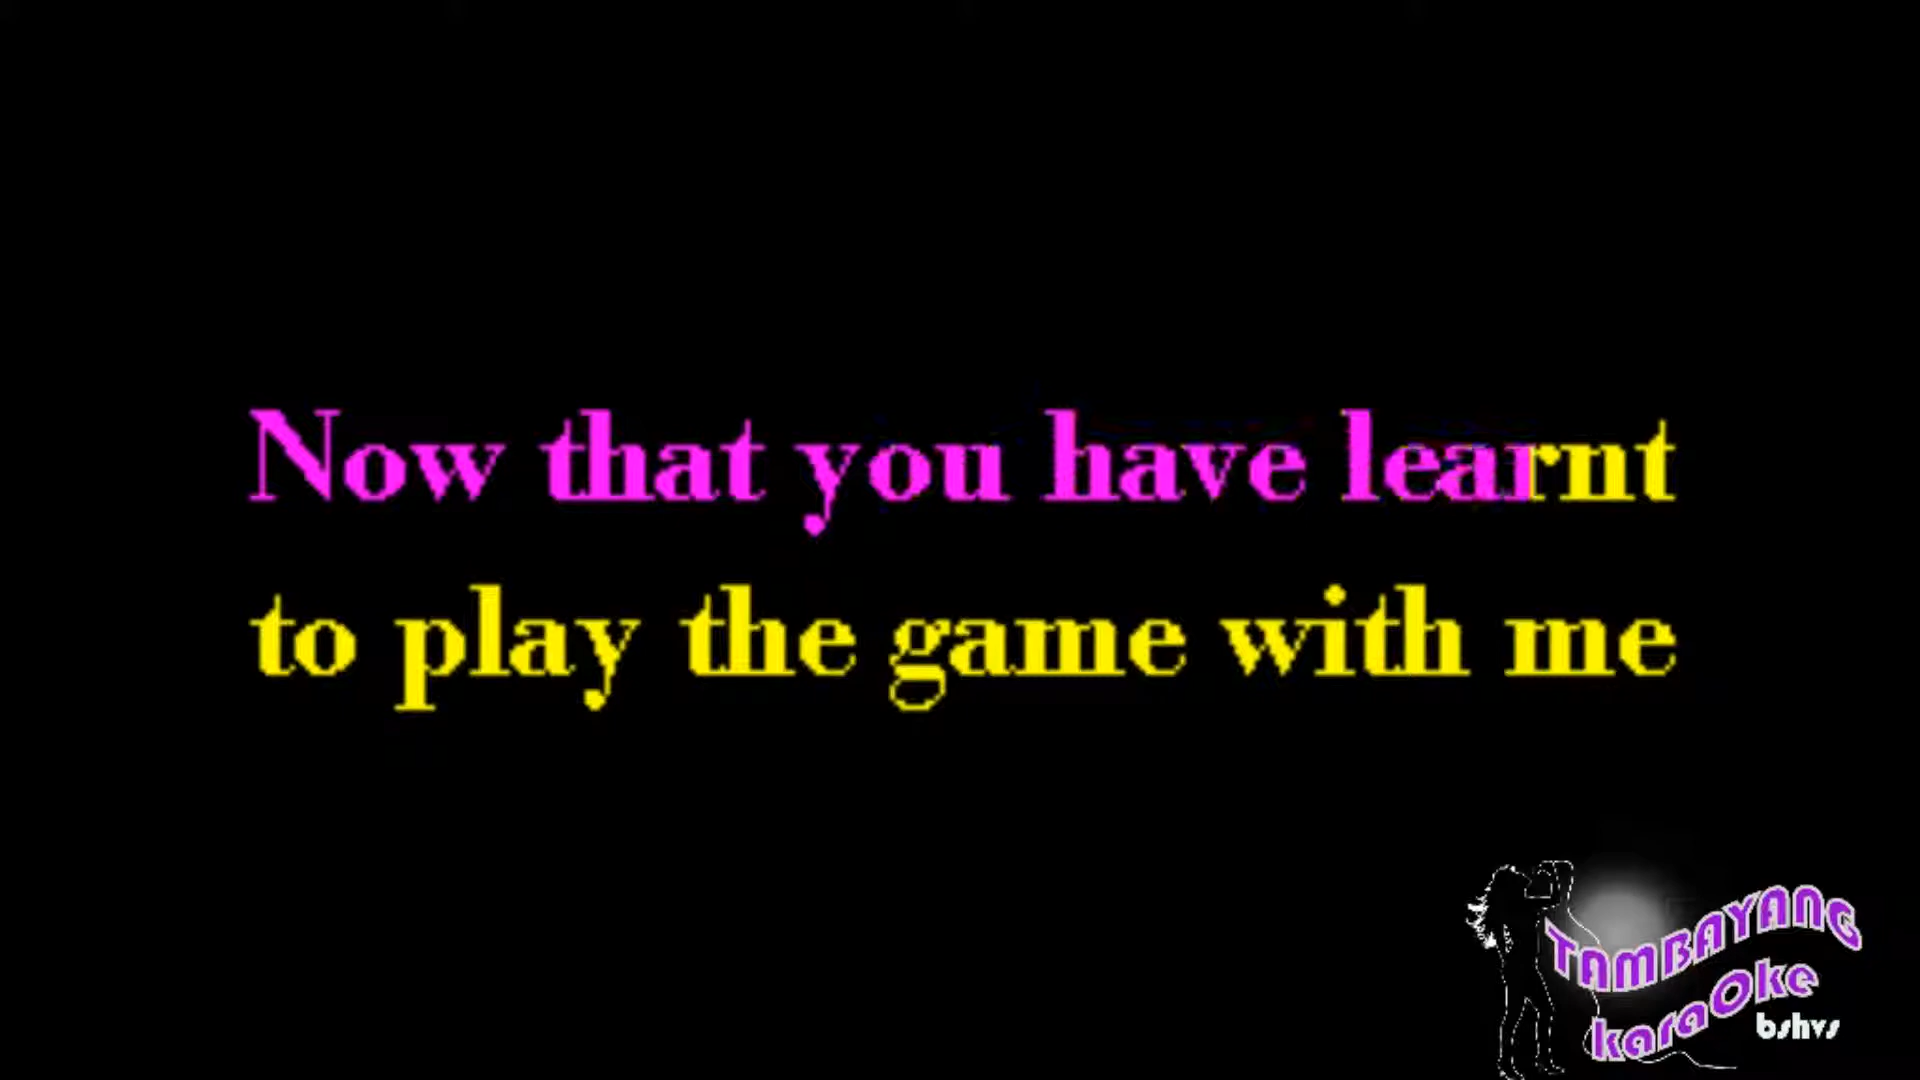 Now that you have learnt
to play the game with me
TAMBAYANG
karaOke
bshvs